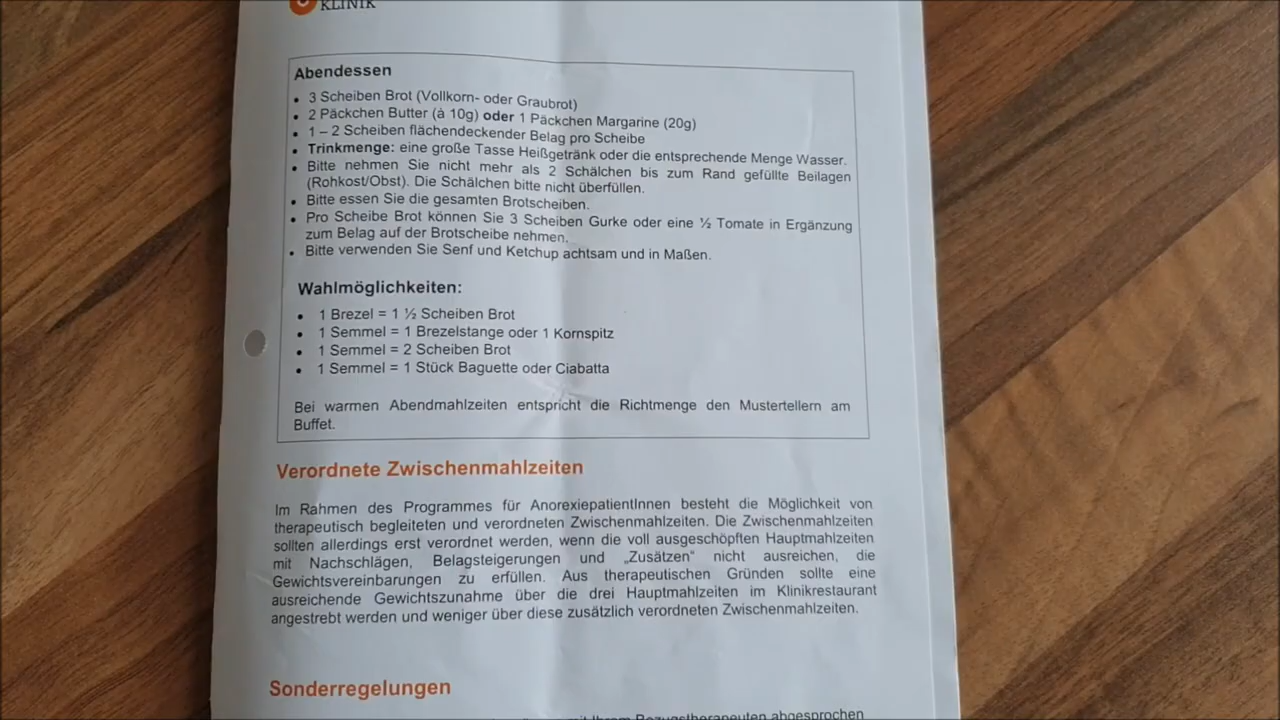 KLINIK
Abendessen
• 3 Scheiben Brot (Vollkorn- oder Graubrot)
• 2 Päckchen Butter (à 10g) oder 1 Päckchen Margarine (20g)
• 1 – 2 Scheiben flächendeckender Belag pro Scheibe
• Trinkmenge: eine große Tasse Heißgetränk oder die entsprechende Menge Wasser.
• Bitte nehmen Sie nicht mehr als 2 Schälchen bis zum Rand gefüllte Beilagen
(Rohkost/Obst). Die Schälchen bitte nicht überfüllen.
• Bitte essen Sie die gesamten Brotscheiben.
• Pro Scheibe Brot können Sie 3 Scheiben Gurke oder eine ½ Tomate in Ergänzung
zum Belag auf der Brotscheibe nehmen.
• Bitte verwenden Sie Senf und Ketchup achtsam und in Maßen.
Wahlmöglichkeiten:
• 1 Brezel = 1 ½ Scheiben Brot
• 1 Semmel = 1 Brezelstange oder 1 Kornspitz
• 1 Semmel = 2 Scheiben Brot
• 1 Semmel = 1 Stück Baguette oder Ciabatta
Bei warmen Abendmahlzeiten entspricht die Richtmenge den Mustertellern am
Buffet.
Verordnete Zwischenmahlzeiten
Im Rahmen des Programmes für AnorexiepatientInnen besteht die Möglichkeit von
therapeutisch begleiteten und verordneten Zwischenmahlzeiten. Die Zwischenmahlzeiten
sollten allerdings erst verordnet werden, wenn die voll ausgeschöpften Hauptmahlzeiten
mit Nachschlägen, Belagsteigerungen und „Zusätzen“ nicht ausreichen, die
Gewichtsvereinbarungen zu erfüllen. Aus therapeutischen Gründen sollte eine
ausreichende Gewichtszunahme über die drei Hauptmahlzeiten im Klinikrestaurant
angestrebt werden und weniger über diese zusätzlich verordneten Zwischenmahlzeiten.
Sonderregelungen
mit Ihrem Bezugstherapeuten abgesprochen